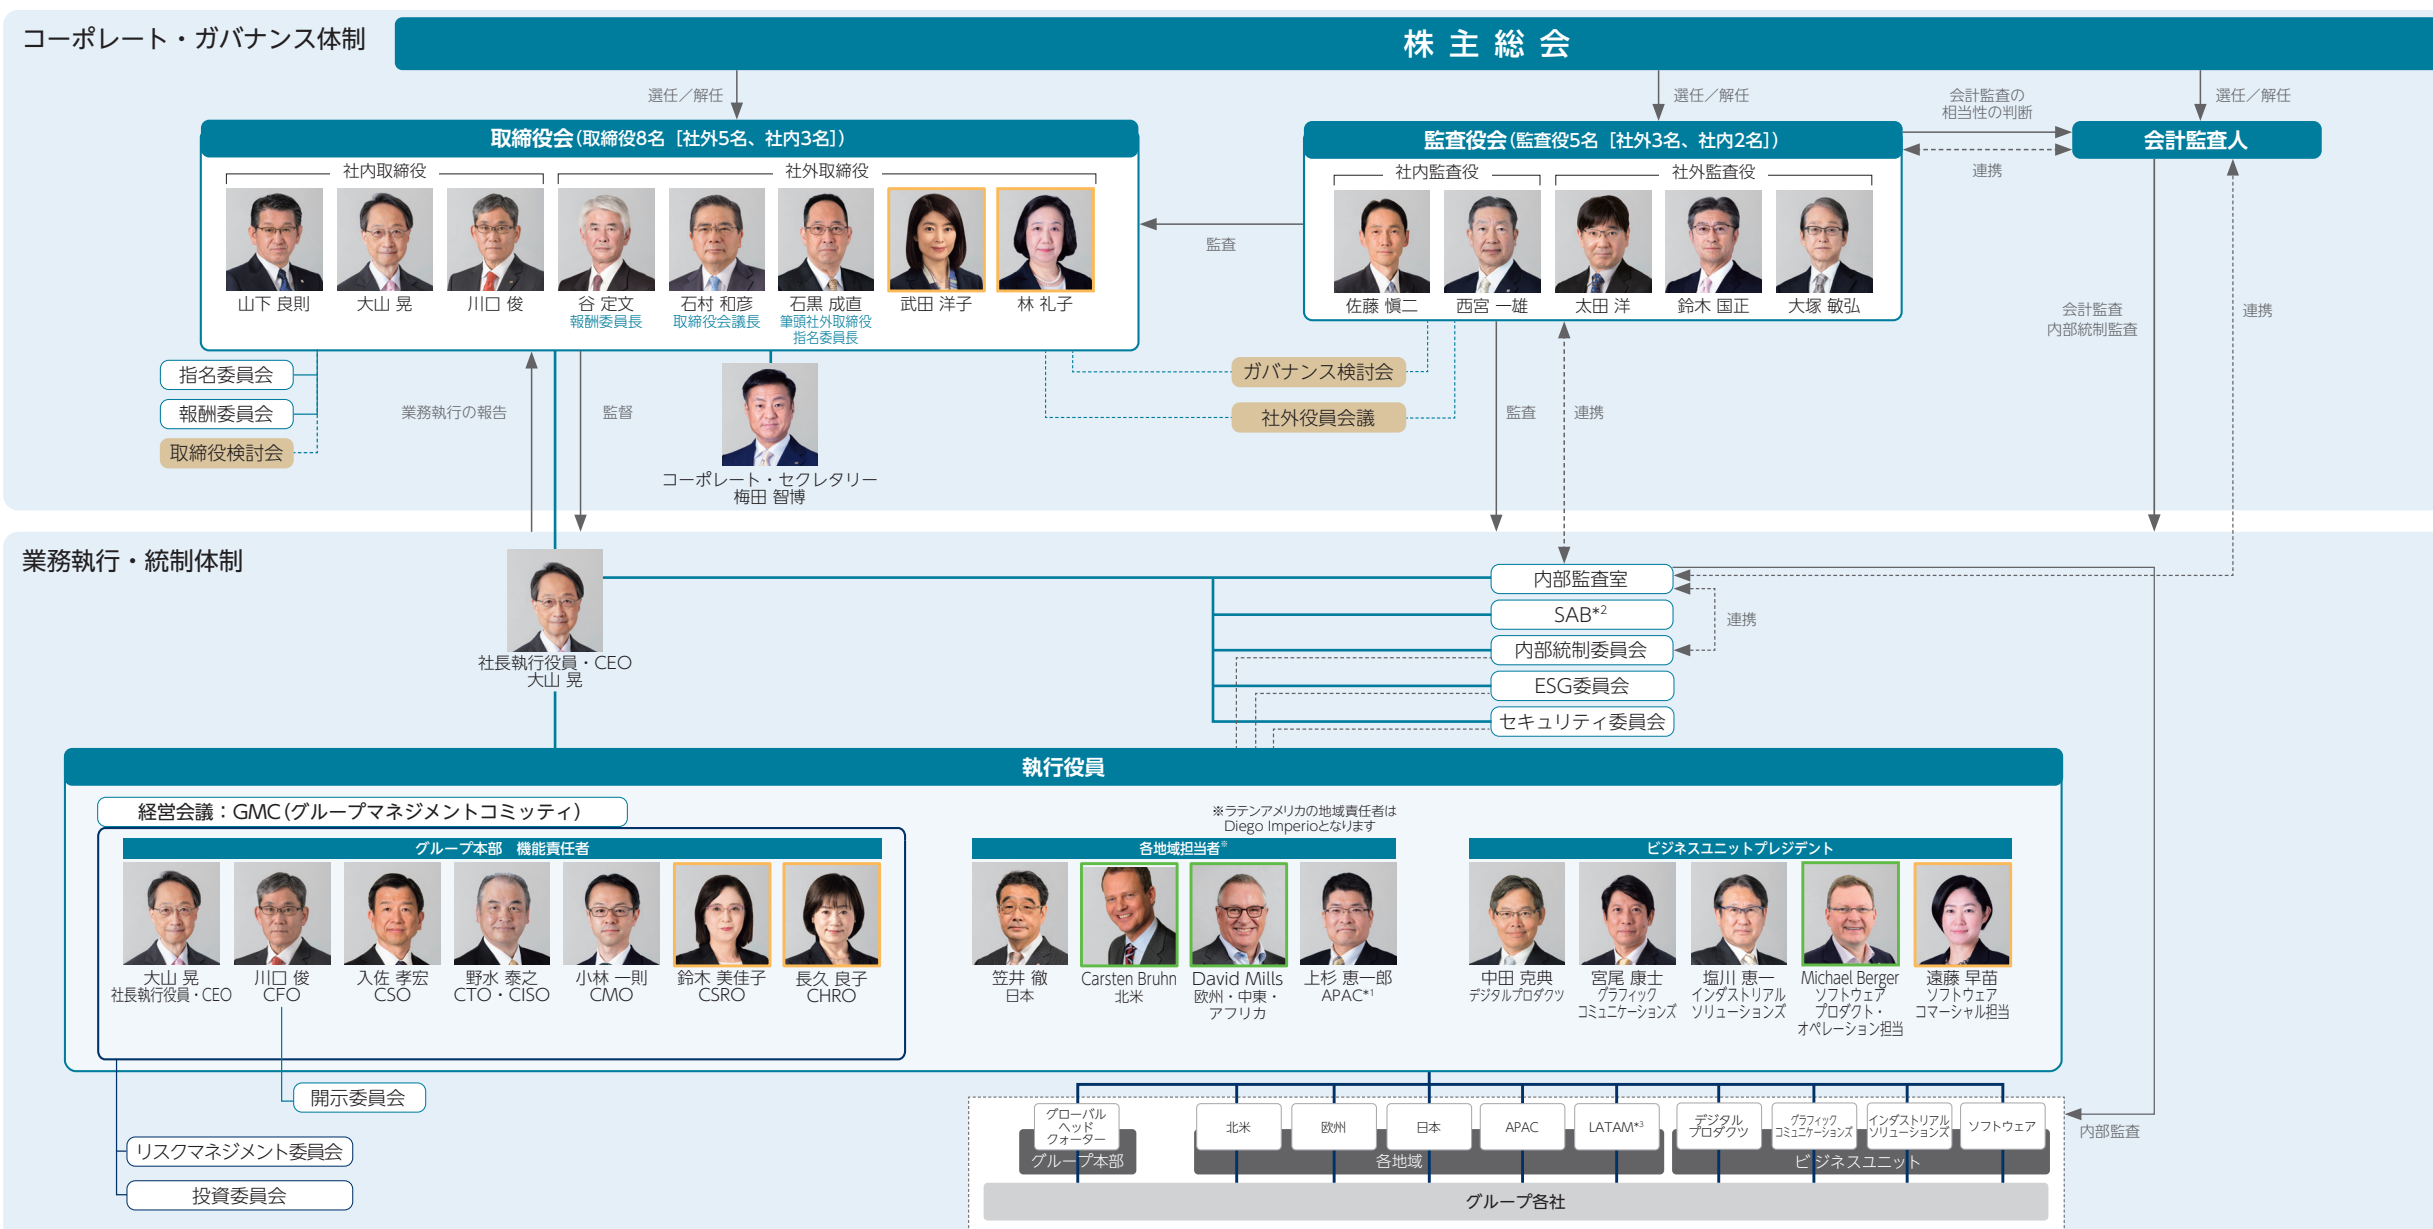 コーポレート・ガバナンス体制
株主総会
選任／解任
選任／解任
会計監査の
相当性の判断
選任／解任
取締役会(取締役8名［社外5名、社内3名］)
監査役会(監査役5名［社外3名、社内2名］)
会計監査人
連携
社内取締役
社外取締役
社内監査役
社外監査役
監査
山下 良則
大山 晃
川口 俊
谷 定文
報酬委員長
石村 和彦
取締役会議長
石黒 成直
筆頭社外取締役
指名委員長
武田 洋子
林 礼子
佐藤 愼二
西宮 一雄
太田 洋
鈴木 国正
大塚 敏弘
会計監査
内部統制監査
連携
指名委員会
報酬委員会
取締役検討会
業務執行の報告
監督
ガバナンス検討会
社外役員会議
監査
連携
コーポレート・セクレタリー
梅田 智博
業務執行・統制体制
社長執行役員・CEO
大山 晃
内部監査室
SAB*2
内部統制委員会
ESG委員会
セキュリティ委員会
連携
執行役員
経営会議：GMC(グループマネジメントコミッティ)
※ラテンアメリカの地域責任者は
Diego Imperioとなります
グループ本部　機能責任者
各地域担当者※
ビジネスユニットプレジデント
大山 晃
社長執行役員・CEO
川口 俊
CFO
入佐 孝宏
CSO
野水 泰之
CTO・CISO
小林 一則
CMO
鈴木 美佳子
CSRO
長久 良子
CHRO
笠井 徹
日本
Carsten Bruhn
北米
David Mills
欧州・中東・
アフリカ
上杉 恵一郎
APAC*1
中田 克典
デジタルプロダクツ
宮尾 康士
グラフィック
コミュニケーションズ
塩川 恵一
インダストリアル
ソリューションズ
Michael Berger
ソフトウェア
プロダクト・
オペレーション担当
遠藤 早苗
ソフトウェア
コマーシャル担当
開示委員会
リスクマネジメント委員会
投資委員会
グローバル
ヘッド
クォーター
グループ本部
北米
欧州
日本
APAC
LATAM*3
各地域
デジタル
プロダクツ
グラフィック
コミュニケーションズ
インダストリアル
ソリューションズ
ソフトウェア
ビジネスユニット
内部監査
グループ各社